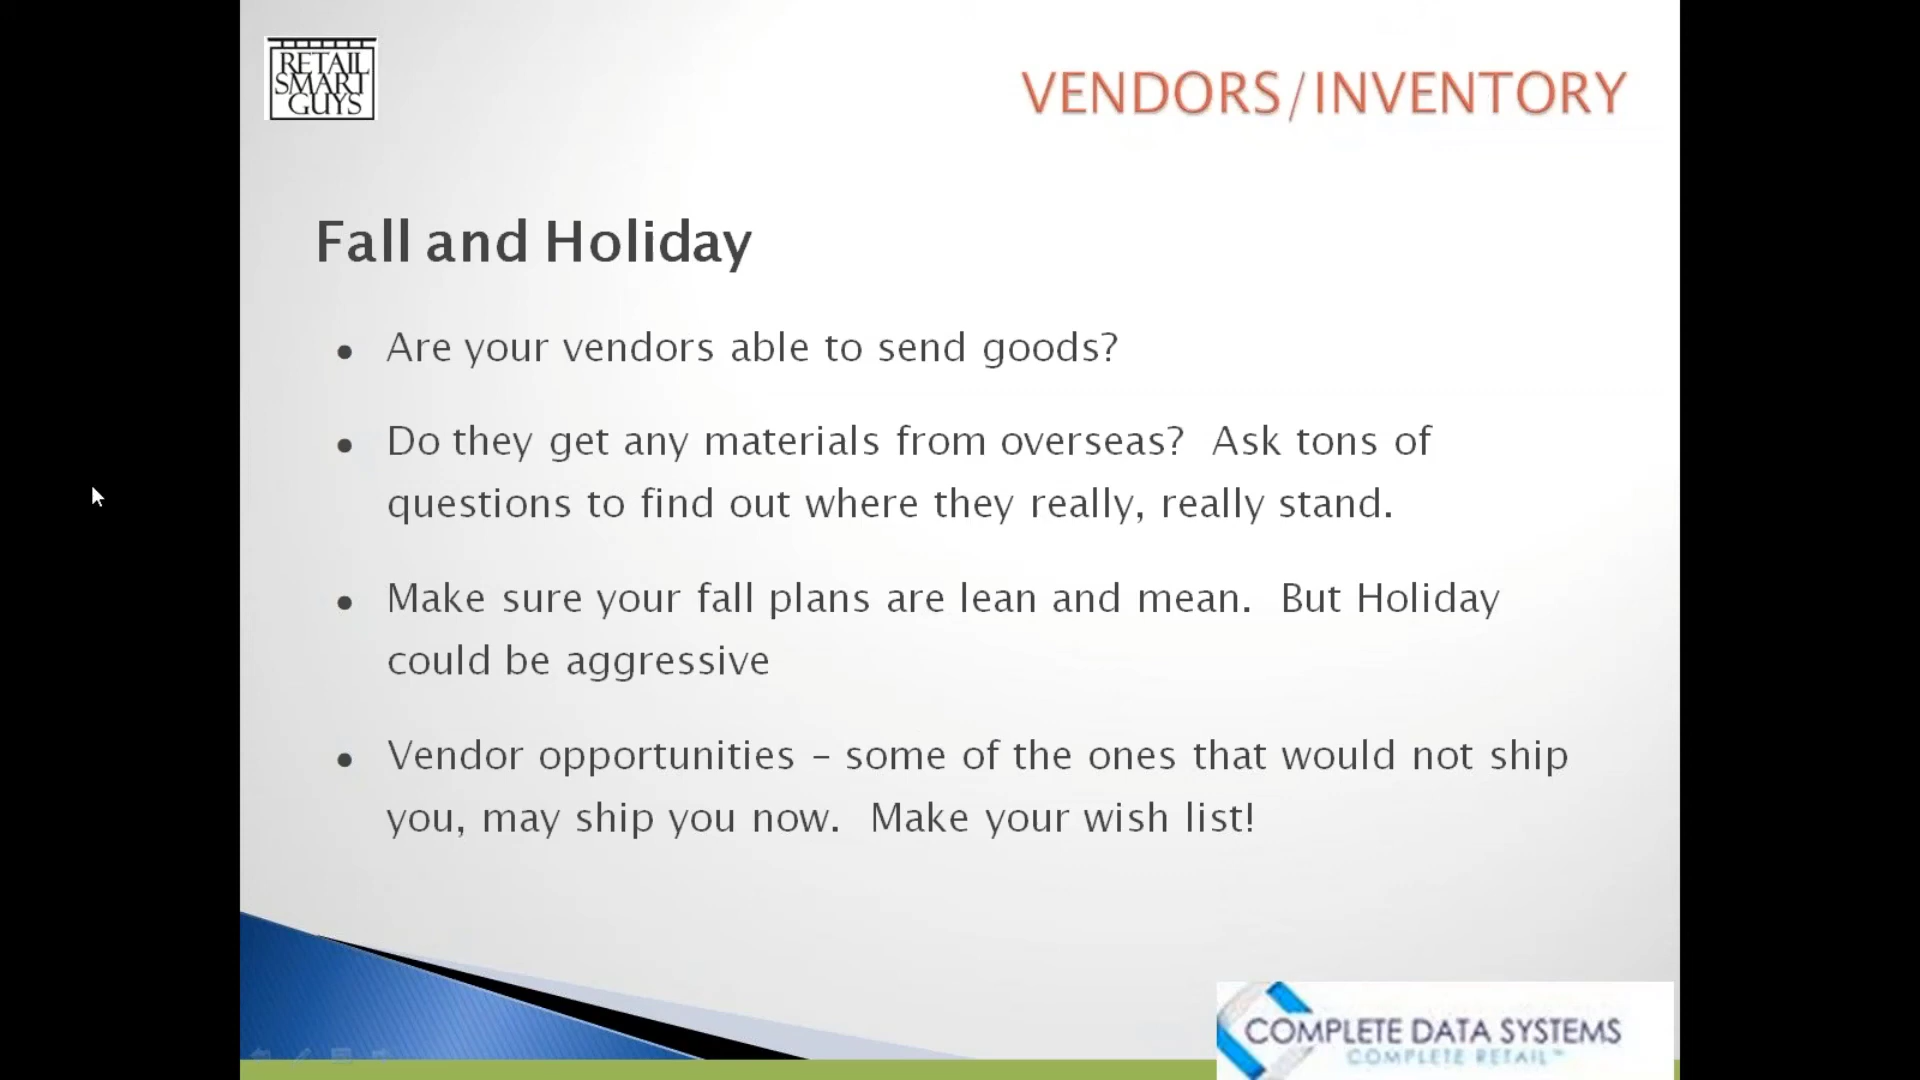 RETAIL
SMART
GUYS
VENDORS/INVENTORY
Fall and Holiday
• Are your vendors able to send goods?
• Do they get any materials from overseas? Ask tons of
questions to find out where they really, really stand.
• Make sure your fall plans are lean and mean. But Holiday
could be aggressive
• Vendor opportunities – some of the ones that would not ship
you, may ship you now. Make your wish list!
COMPLETE DATA SYSTEMS
COMPLETE RETAIL™